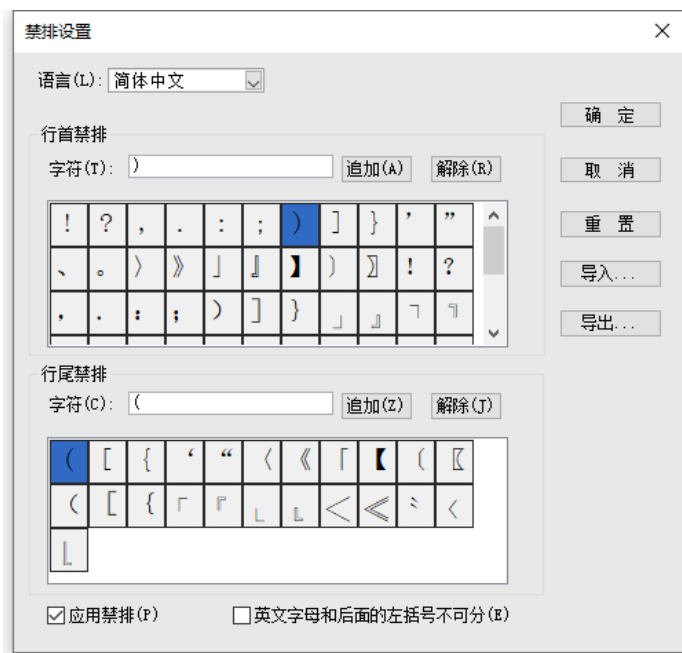 禁排设置
语言(L): 简体中文
确 定
行首禁排
字符(T): )
追加(A)
解除(R)
取 消
! ? , . : ; ) ] } ’ ”
重 置
、 。 〉 》 」 』 】 〕 〗 ! ?
导入...
, . : ; ) ] } 」 』 ﹁ ﹃
导出...
行尾禁排
字符(C): (
追加(Z)
解除(J)
( [ { ‘ “ 〈 《 「 【 〔 〖
( [ { 「 『
应用禁排(P)
英文字母和后面的左括号不可分(E)